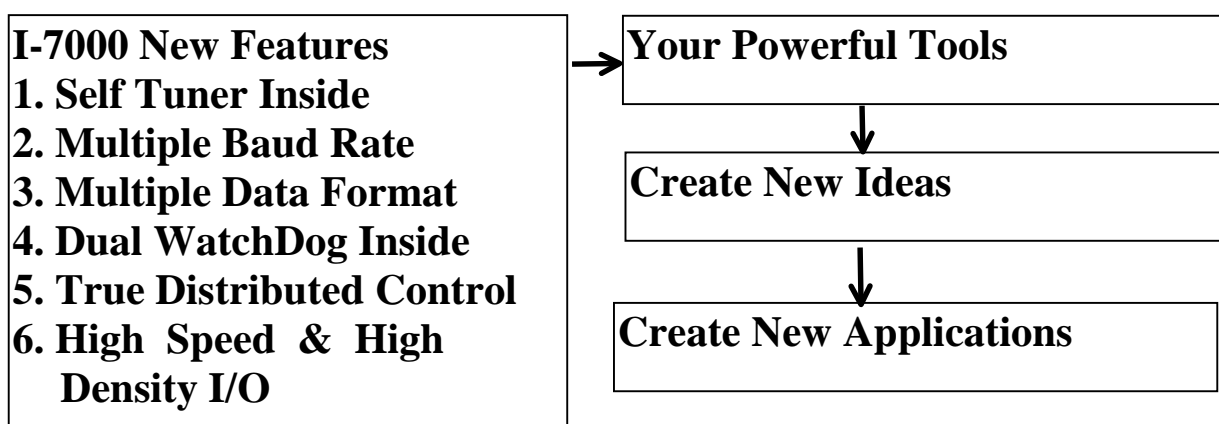 I-7000 New Features
1. Self Tuner Inside
2. Multiple Baud Rate
3. Multiple Data Format
4. Dual WatchDog Inside
5. True Distributed Control
6. High Speed & High
Density I/O
Your Powerful Tools
Create New Ideas
Create New Applications